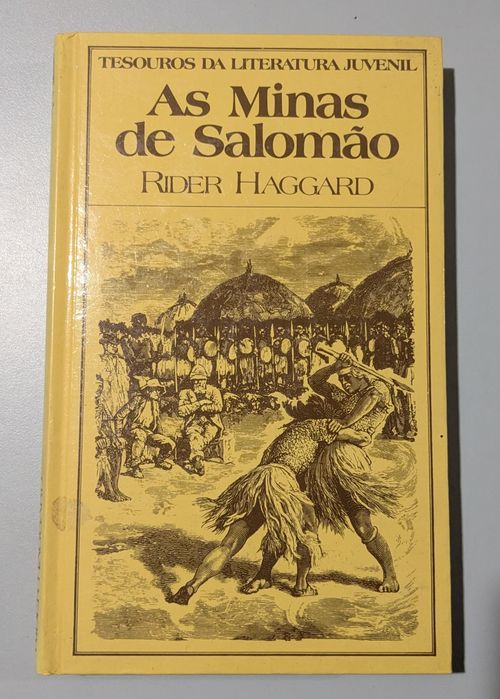 TESOUROS DA LITERATURA JUVENIL
As Minas
de Salomão
RIDER HAGGARD